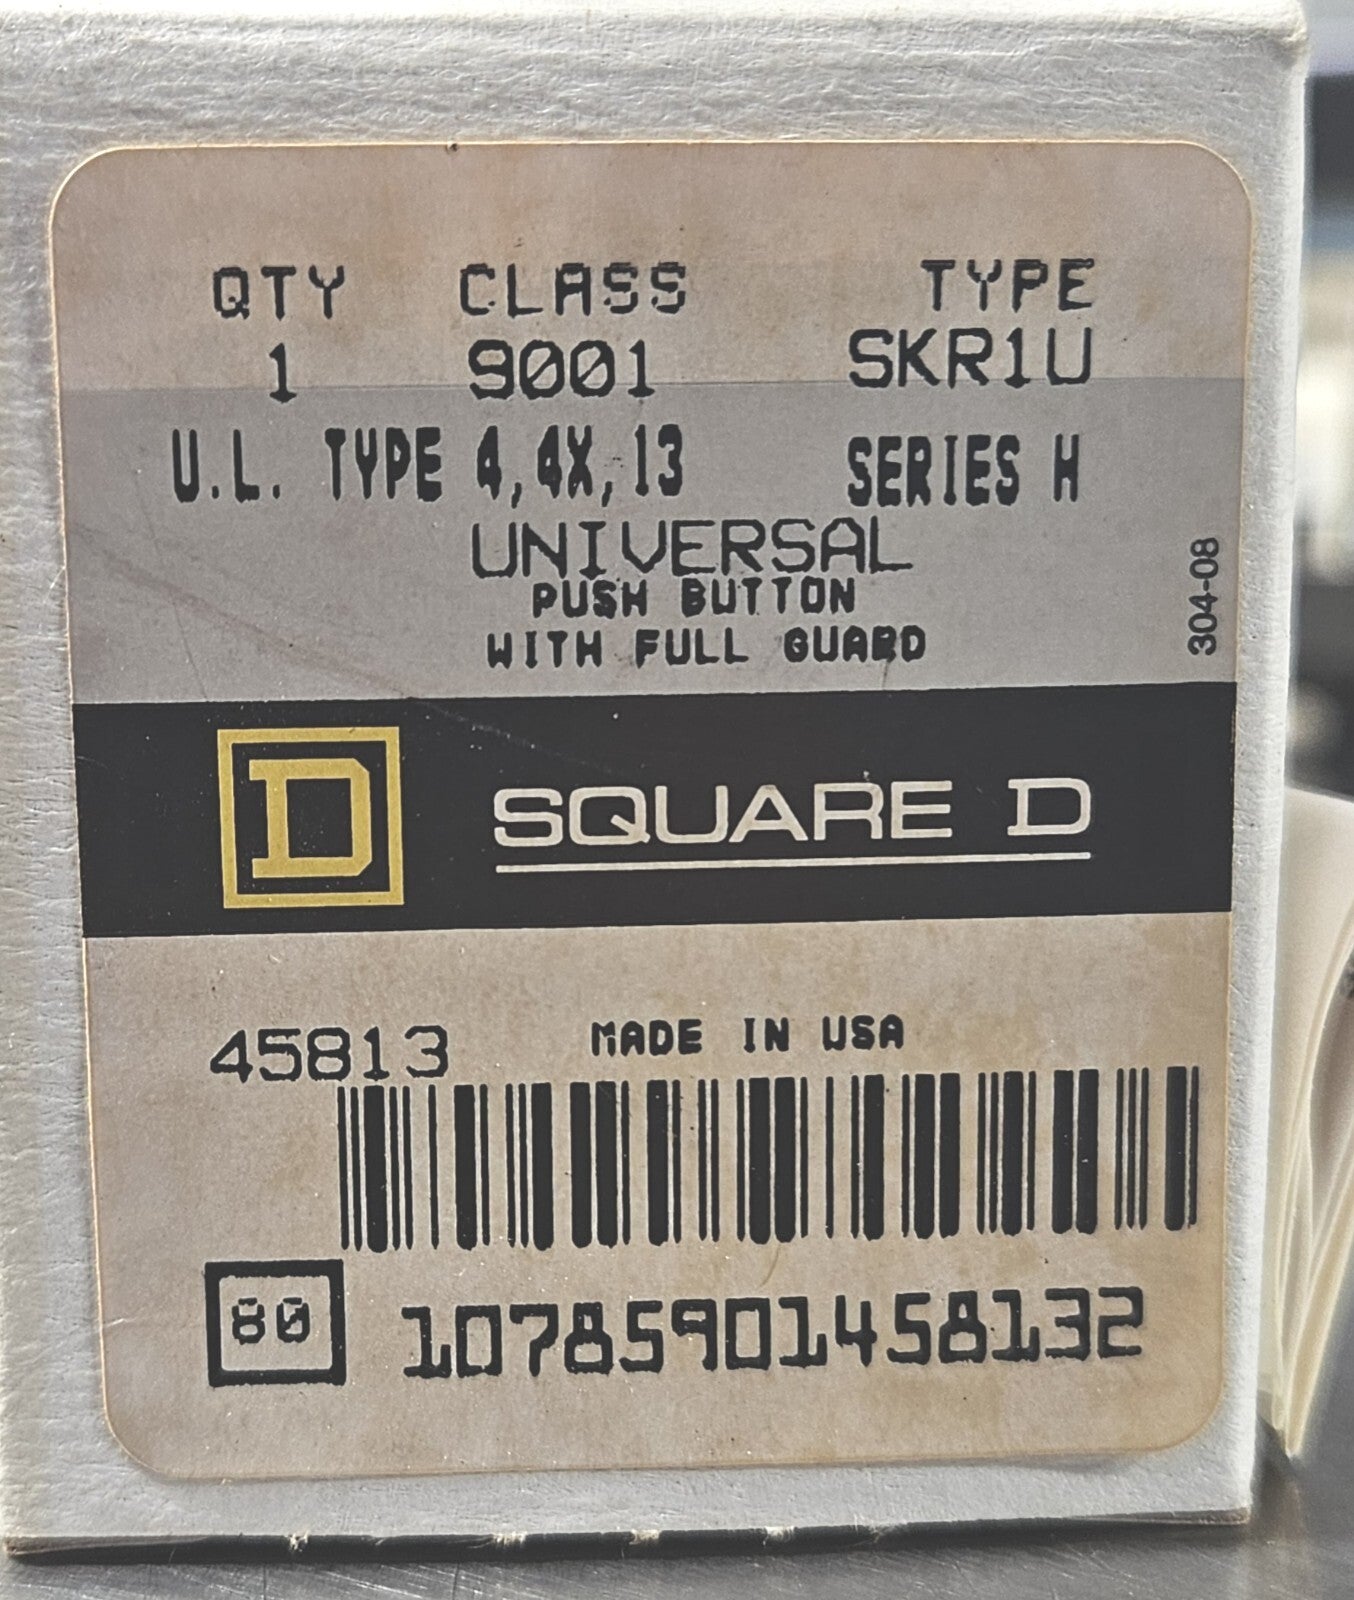 QTY CLASS TYPE
1 9001 SKR1U
U.L. TYPE 4,4X,13 SERIES H
UNIVERSAL
PUSH BUTTON
WITH FULL GUARD
304-08
D SQUARE D
45813 MADE IN USA
80 10785901458132